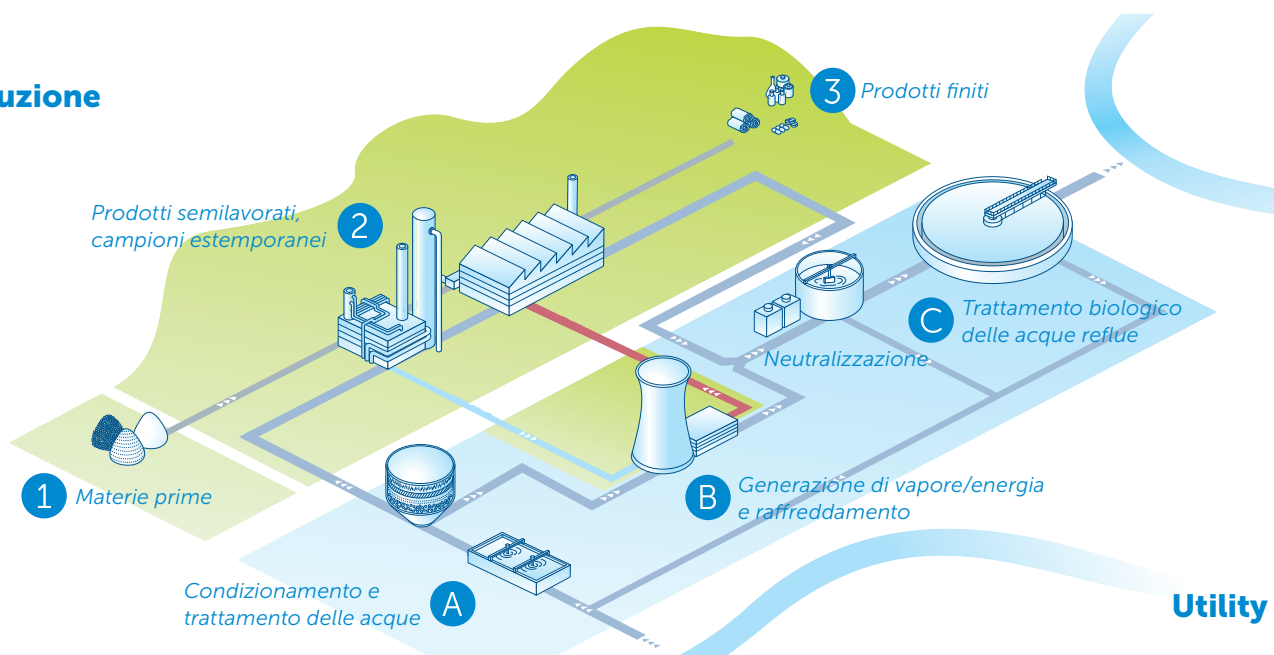 uzione
3 Prodotti finiti
Prodotti semilavorati,
campioni estemporanei
2
C
Trattamento biologico
delle acque reflue
Neutralizzazione
1 Materie prime
B
Generazione di vapore/energia
e raffreddamento
Condizionamento e
trattamento delle acque
A
Utility